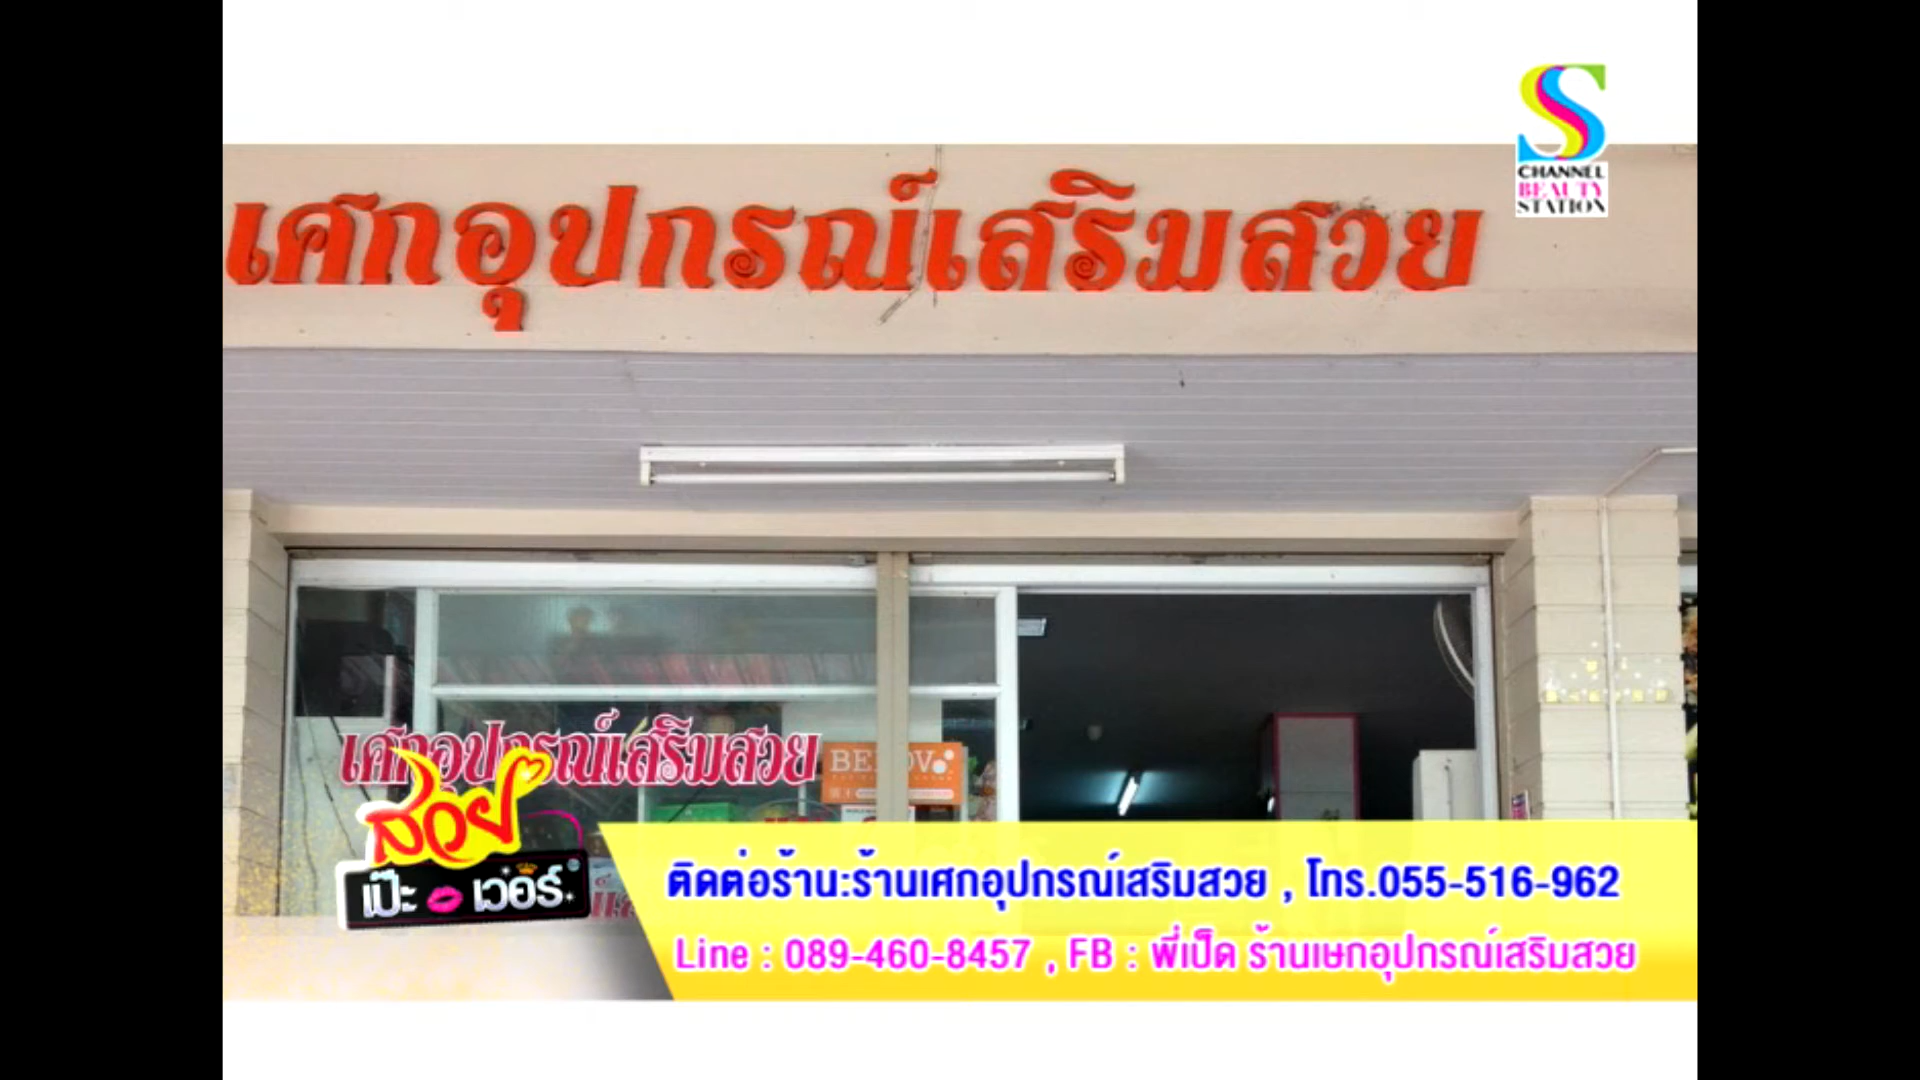 S
CHANNEL
BEAUTY
STATION
เศกอุปกรณ์เสริมสวย
เศกอุปกรณ์เสริมสวย
สวย
เป๊ะ เวอร์
ติดต่อร้าน:ร้านเศกอุปกรณ์เสริมสวย , โทร.055-516-962
Line : 089-460-8457 , FB : พี่เป็ด ร้านเษกอุปกรณ์เสริมสวย